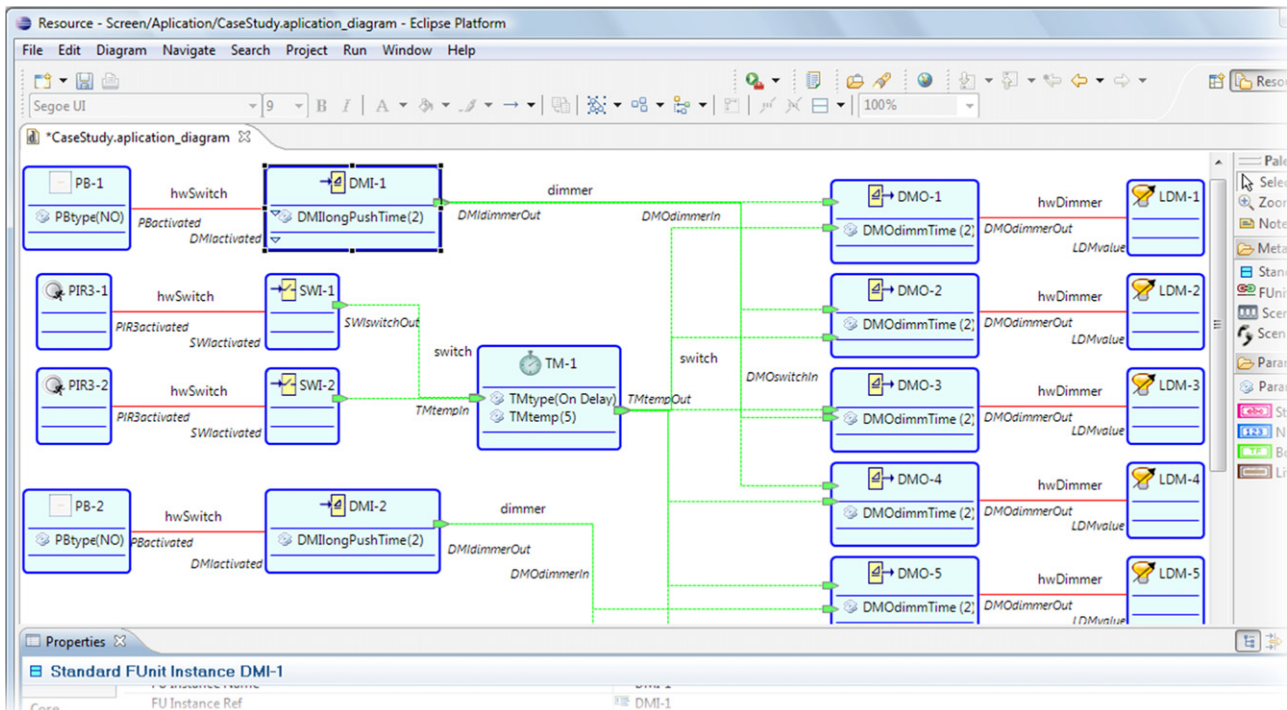 Resource - Screen/Aplication/CaseStudy.aplication_diagram - Eclipse Platform
File Edit Diagram Navigate Search Project Run Window Help
Segoe UI 9 B I A 100%
*CaseStudy.aplication_diagram
PB-1
PBtype(NO)
hwSwitch
PBactivated
DMIactivated
DMI-1
DMIlongPushTime(2)
dimmer
DMIdimmerOut
DMOdimmerIn
DMO-1
DMOdimmTime (2)
hwDimmer
DMOdimmerOut
LDMvalue
LDM-1
PIR3-1
hwSwitch
PIR3activated
SWIactivated
SWI-1
SWIswitchOut
DMO-2
DMOdimmTime (2)
hwDimmer
DMOdimmerOut
LDMvalue
LDM-2
switch
TM-1
TMtype(On Delay)
TMtemp(5)
TMtempIn
TMtempOut
switch
DMOswitchIn
PIR3-2
hwSwitch
PIR3activated
SWIactivated
SWI-2
DMO-3
DMOdimmTime (2)
hwDimmer
DMOdimmerOut
LDMvalue
LDM-3
DMO-4
DMOdimmTime (2)
hwDimmer
DMOdimmerOut
LDMvalue
LDM-4
PB-2
PBtype(NO)
hwSwitch
PBactivated
DMIactivated
DMI-2
DMIlongPushTime(2)
dimmer
DMIdimmerOut
DMOdimmerIn
DMO-5
DMOdimmTime (2)
hwDimmer
DMOdimmerOut
LDMvalue
LDM-5
Properties
Standard FUnit Instance DMI-1
FU Instance Name DMI-1
Core FU Instance Ref DMI-1